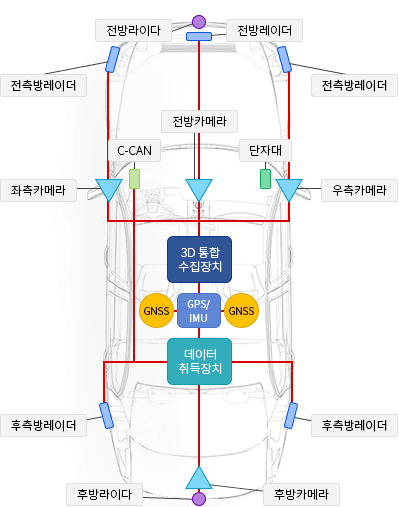 전방라이다
전방레이더
전측방레이더
전측방레이더
전방카메라
C-CAN
단자대
좌측카메라
우측카메라
3D 통합
수집장치
GNSS
GPS/
IMU
GNSS
데이터
취득장치
후측방레이더
후측방레이더
후방라이다
후방카메라